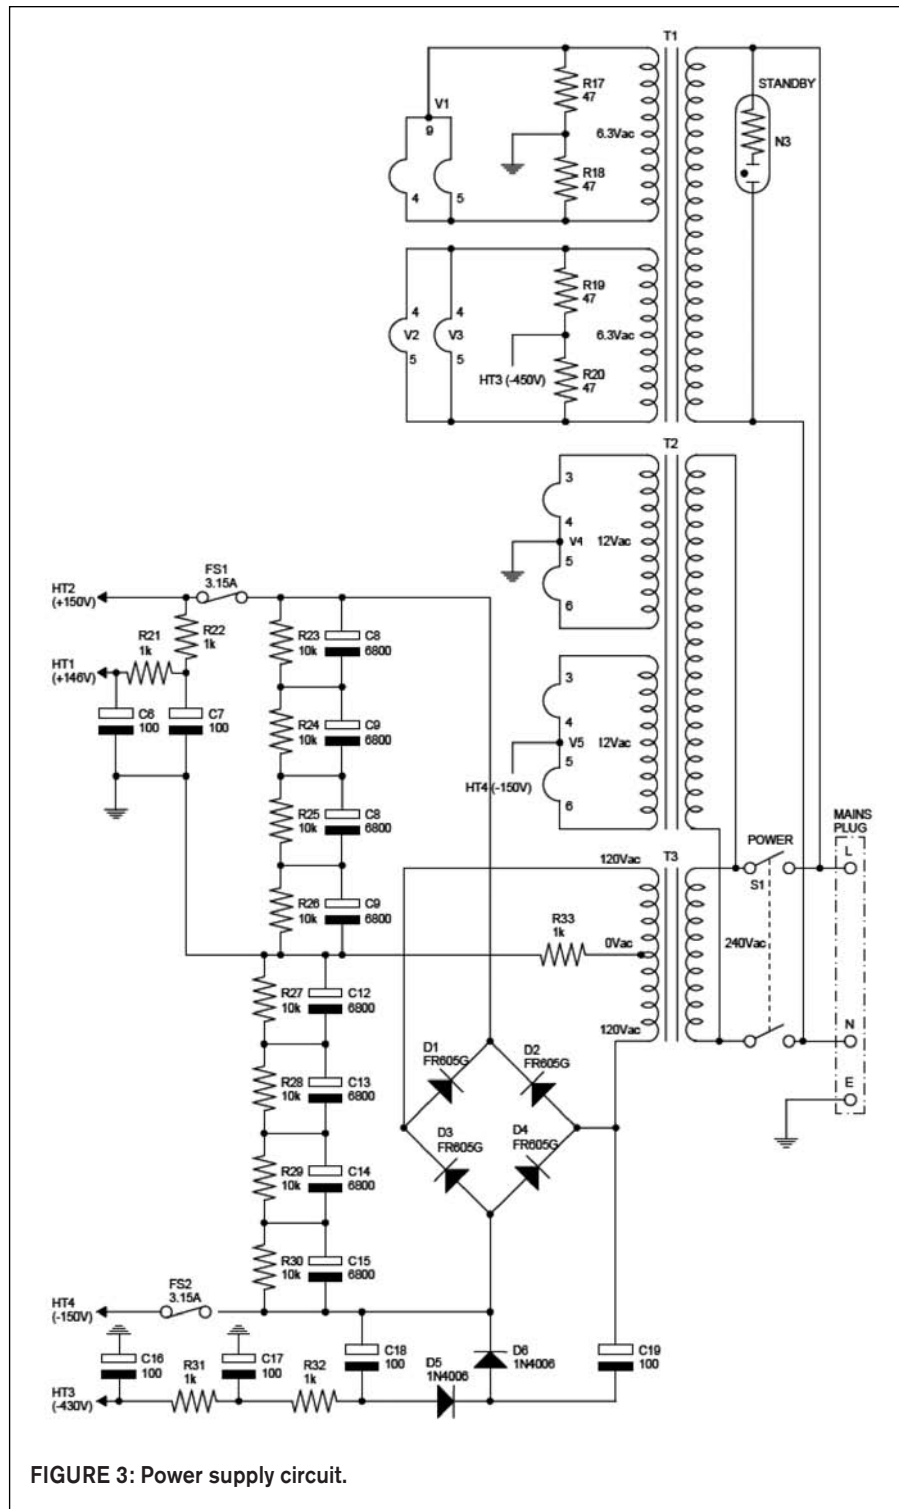 T1
STANDBY
R17
47
V1
9
6.3Vac
N3
R18
47
4
5
R19
47
4
4
V2
V3
6.3Vac
5
5
HT3 (-450V)
R20
47
T2
3
4
V4
12Vac
5
6
FS1
3.15A
HT2
(+150V)
R21
1k
R22
1k
R23
10k
C8
6800
HT1
(+146V)
3
C6
100
C7
100
R24
10k
C9
6800
4
V5
12Vac
5
HT4 (-150V)
6
R25
10k
C8
6800
MAINS
PLUG
POWER
120Vac
T3
L
S1
R26
10k
C9
6800
R33
1k
0Vac
240Vac
R27
10k
C12
6800
N
120Vac
D1
FR605G
D2
FR605G
R28
10k
C13
6800
E
D3
FR605G
D4
FR605G
R29
10k
C14
6800
R30
10k
C15
6800
FS2
3.15A
HT4
(-150V)
C16
100
C17
100
C18
100
D6
1N4006
C19
100
R31
1k
R32
1k
D5
1N4006
HT3
(-430V)
FIGURE 3: Power supply circuit.